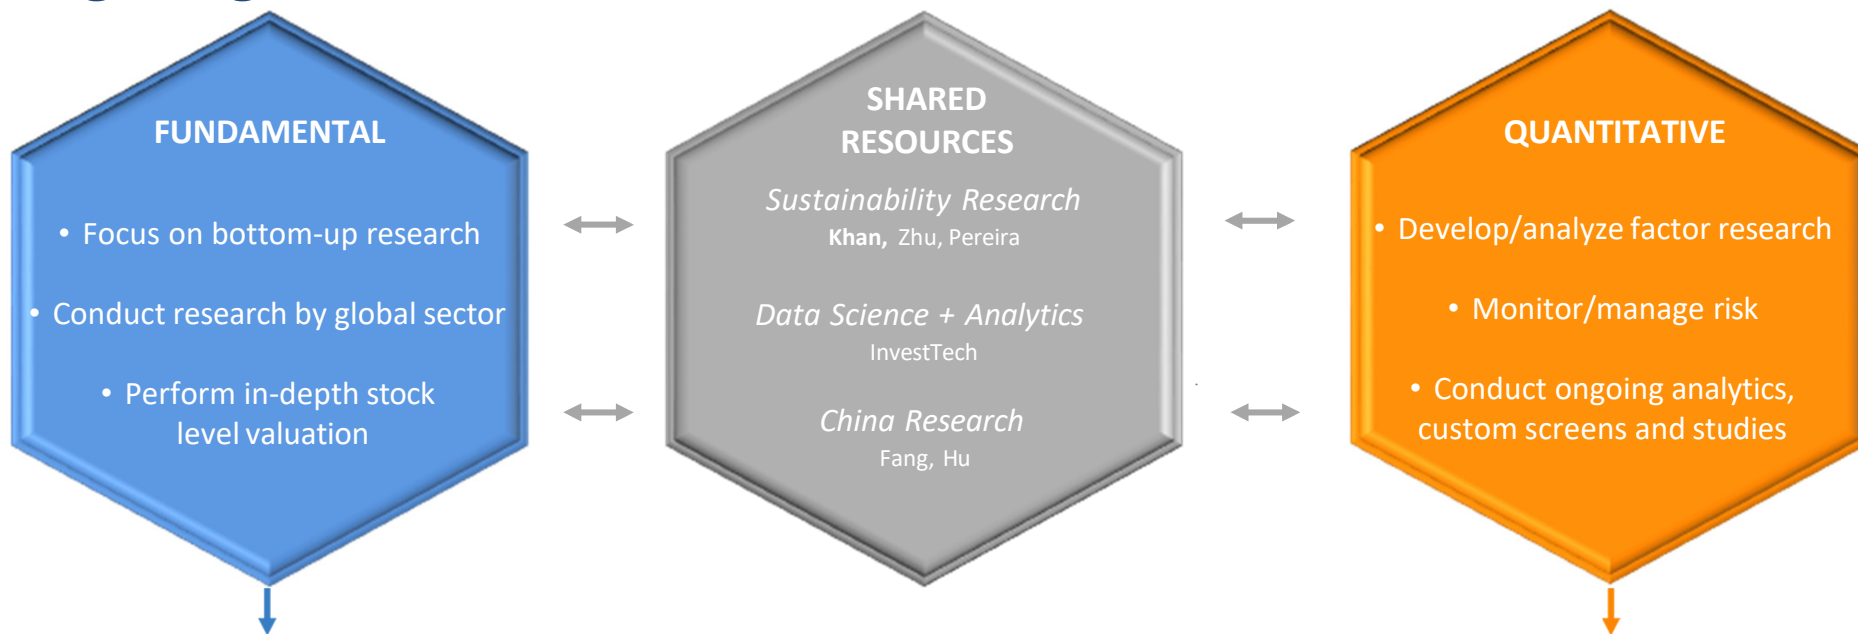 FUNDAMENTAL
• Focus on bottom-up research
• Conduct research by global sector
• Perform in-depth stock
level valuation
SHARED
RESOURCES
Sustainability Research
Khan, Zhu, Pereira
Data Science + Analytics
InvestTech
China Research
Fang, Hu
QUANTITATIVE
• Develop/analyze factor research
• Monitor/manage risk
• Conduct ongoing analytics,
custom screens and studies